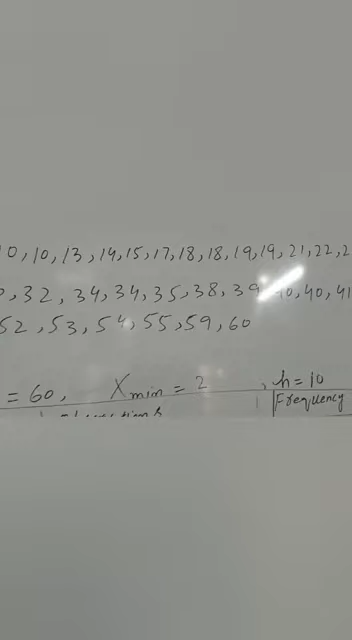 0, 10, 13, 14, 15, 17, 18, 18, 19, 19, 21, 22, 2
0, 32, 34, 34, 35, 38, 39 40, 40, 41
52, 53, 54, 55, 59, 60
= 60, Xmin = 2, h = 10
Frequency